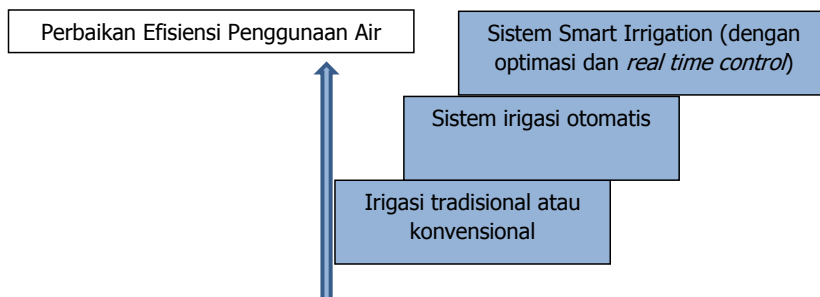 Perbaikan Efisiensi Penggunaan Air
Sistem Smart Irrigation (dengan
optimasi dan real time control)
Sistem irigasi otomatis
Irigasi tradisional atau
konvensional